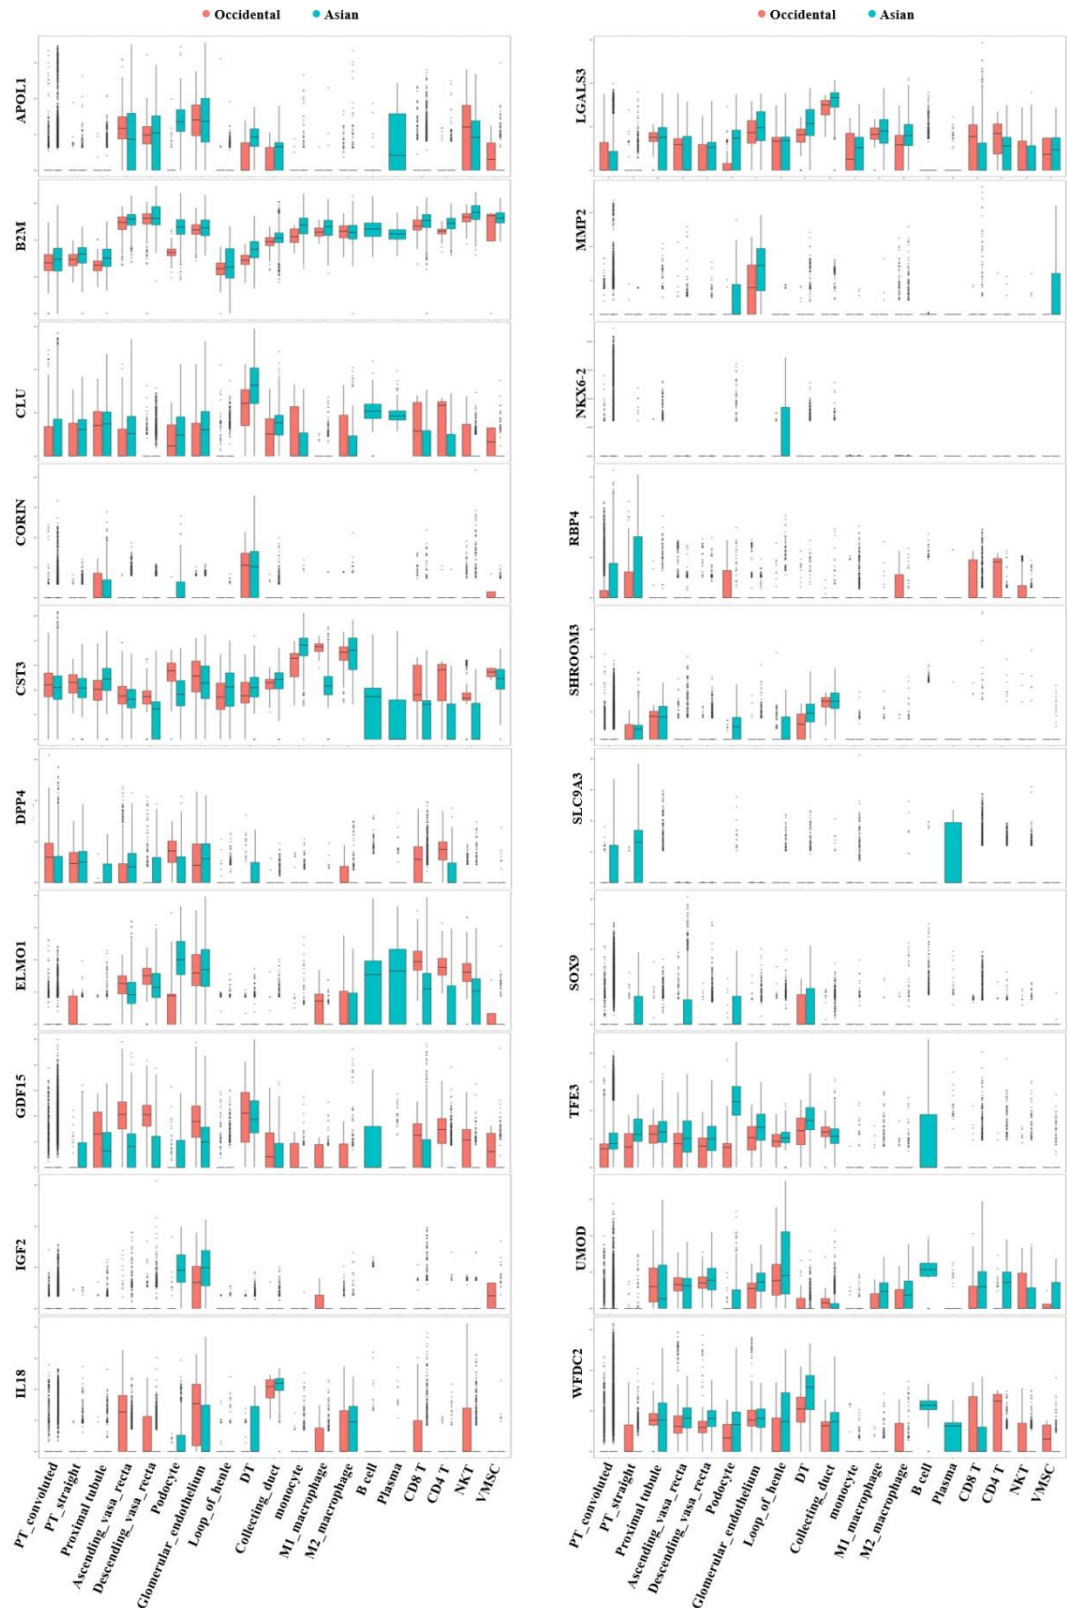 Occidental Asian
APOL1
B2M
CLU
CORIN
CST3
DPP4
ELMO1
GDF15
IGF2
IL18
PT_convoluted
PT_straight
Proximal tubule
Ascending_vasa_recta
Descending_vasa_recta
Podocyte
Glomerular_endothelium
Loop_of_henle
DT
Collecting_duct
monocyte
M1_macrophage
M2_macrophage
B cell
Plasma
CD8 T
CD4 T
NKT
VMSC
Occidental Asian
LGALS3
MMP2
NKX6-2
RBP4
SHROOM3
SLC9A3
SOX9
TFE3
UMOD
WFDC2
PT_convoluted
PT_straight
Proximal tubule
Ascending_vasa_recta
Descending_vasa_recta
Podocyte
Glomerular_endothelium
Loop_of_henle
DT
Collecting_duct
monocyte
M1_macrophage
M2_macrophage
B cell
Plasma
CD8 T
CD4 T
NKT
VMSC